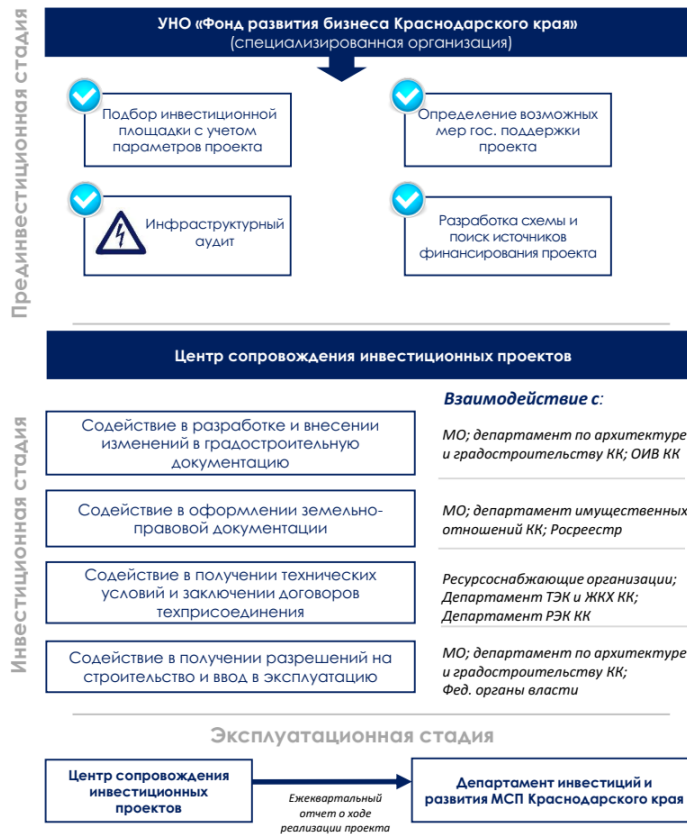 Прединвестиционная стадия
УНО «Фонд развития бизнеса Краснодарского края»
(специализированная организация)
Подбор инвестиционной
площадки с учетом
параметров проекта
Определение возможных
мер гос. поддержки
проекта
Инфраструктурный
аудит
Разработка схемы и
поиск источников
финансирования проекта
Инвестиционная стадия
Центр сопровождения инвестиционных проектов
Взаимодействие с:
Содействие в разработке и внесении
изменений в градостроительную
документацию
МО; департамент по архитектуре
и градостроительству КК; ОИВ КК
Содействие в оформлении земельно-
правовой документации
МО; департамент имущественных
отношений КК; Росреестр
Содействие в получении технических
условий и заключении договоров
техприсоединения
Ресурсоснабжающие организации;
Департамент ТЭК и ЖКХ КК;
Департамент РЭК КК
Содействие в получении разрешений на
строительство и ввод в эксплуатацию
МО; департамент по архитектуре
и градостроительству КК;
Фед. органы власти
Эксплуатационная стадия
Центр сопровождения
инвестиционных
проектов
Ежеквартальный
отчет о ходе
реализации проекта
Департамент инвестиций и
развития МСП Краснодарского края